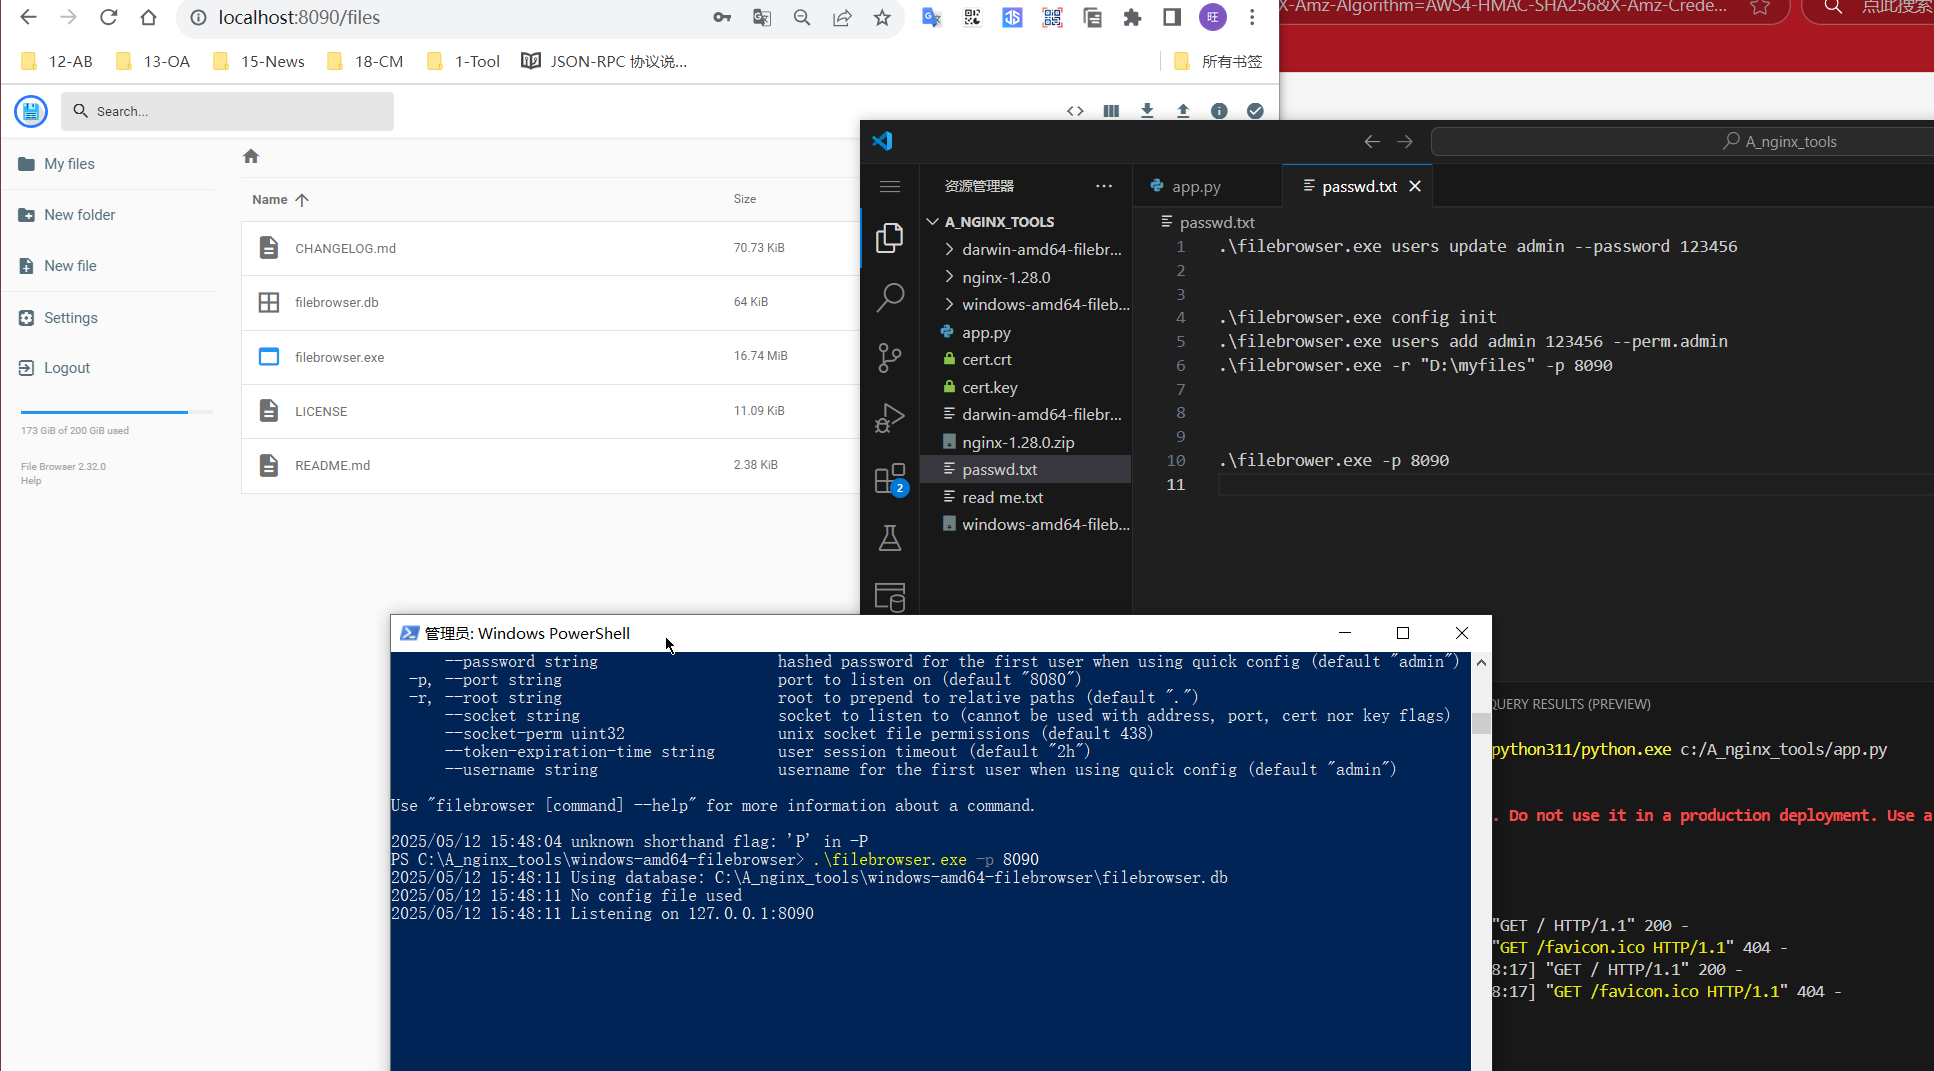 localhost:8090/files
旺
X-Amz-Algorithm=AWS4-HMAC-SHA256&X-Amz-Crede...
点此搜索
12-AB
13-OA
15-News
18-CM
1-Tool
JSON-RPC 协议说...
所有书签
Search...
My files
New folder
New file
Settings
Logout
173 GiB of 200 GiB used
File Browser 2.32.0
Help
Name
Size
CHANGELOG.md
70.73 KiB
filebrowser.db
64 KiB
filebrowser.exe
16.74 MiB
LICENSE
11.09 KiB
README.md
2.38 KiB
A_nginx_tools
资源管理器
app.py
passwd.txt
A_NGINX_TOOLS
darwin-amd64-filebr...
nginx-1.28.0
windows-amd64-fileb...
app.py
cert.crt
cert.key
darwin-amd64-filebr...
nginx-1.28.0.zip
passwd.txt
read me.txt
windows-amd64-fileb...
2
passwd.txt
1 .\filebrowser.exe users update admin --password 123456
2
3
4 .\filebrowser.exe config init
5 .\filebrowser.exe users add admin 123456 --perm.admin
6 .\filebrowser.exe -r "D:\myfiles" -p 8090
7
8
9
10 .\filebrower.exe -p 8090
11
管理员: Windows PowerShell
--password string hashed password for the first user when using quick config (default "admin")
-p, --port string port to listen on (default "8080")
-r, --root string root to prepend to relative paths (default ".")
--socket string socket to listen to (cannot be used with address, port, cert nor key flags)
--socket-perm uint32 unix socket file permissions (default 438)
--token-expiration-time string user session timeout (default "2h")
--username string username for the first user when using quick config (default "admin")
Use "filebrowser [command] --help" for more information about a command.
2025/05/12 15:48:04 unknown shorthand flag: 'P' in -P
PS C:\A_nginx_tools\windows-amd64-filebrowser> .\filebrowser.exe -p 8090
2025/05/12 15:48:11 Using database: C:\A_nginx_tools\windows-amd64-filebrowser\filebrowser.db
2025/05/12 15:48:11 No config file used
2025/05/12 15:48:11 Listening on 127.0.0.1:8090
QUERY RESULTS (PREVIEW)
python311/python.exe c:/A_nginx_tools/app.py
. Do not use it in a production deployment. Use a
"GET / HTTP/1.1" 200 -
"GET /favicon.ico HTTP/1.1" 404 -
8:17] "GET / HTTP/1.1" 200 -
8:17] "GET /favicon.ico HTTP/1.1" 404 -